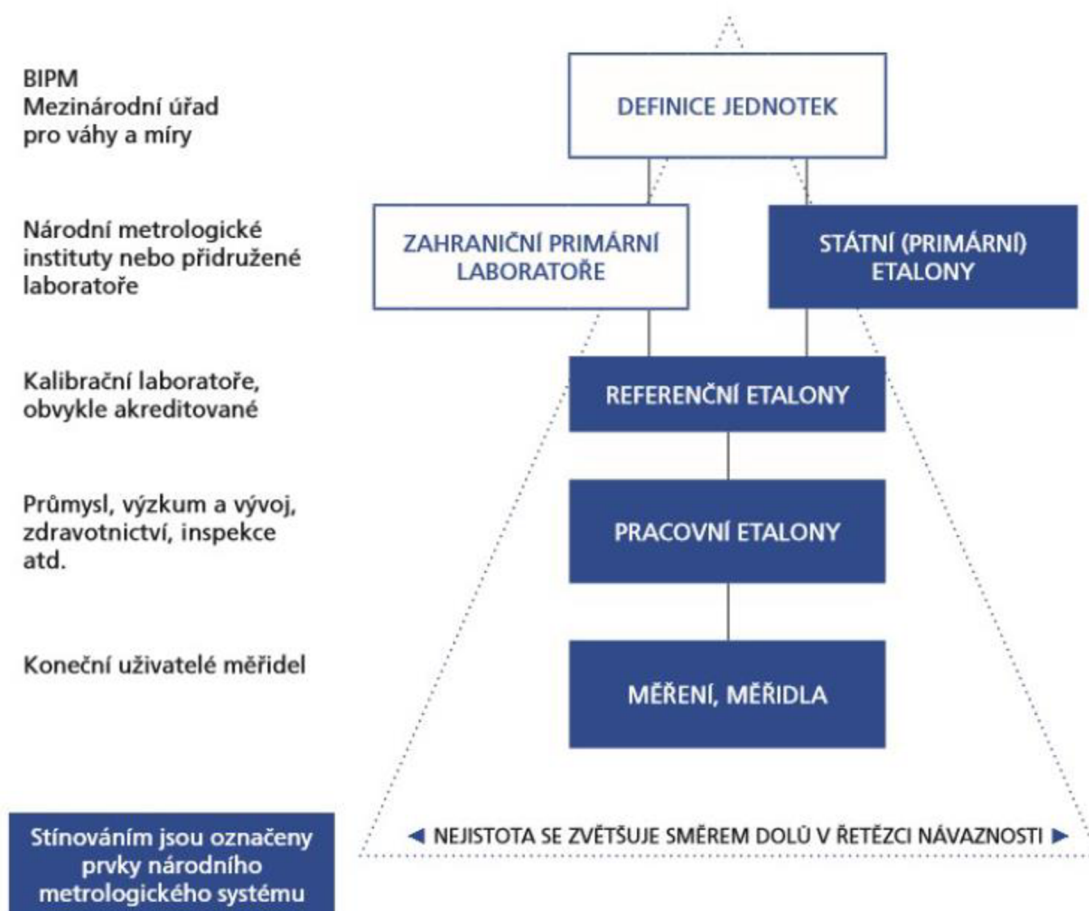 BIPM
Mezinárodní úřad
pro váhy a míry
DEFINICE JEDNOTEK
Národní metrologické
instituty nebo přidružené
laboratoře
ZAHRANIČNÍ PRIMÁRNÍ
LABORATOŘE
STÁTNÍ (PRIMÁRNÍ)
ETALONY
Kalibrační laboratoře,
obvykle akreditované
REFERENČNÍ ETALONY
Průmysl, výzkum a vývoj,
zdravotnictví, inspekce
atd.
PRACOVNÍ ETALONY
Koneční uživatelé měřidel
MĚŘENÍ, MĚŘIDLA
Stínováním jsou označeny
prvky národního
metrologického systému
NEJISTOTA SE ZVĚTŠUJE SMĚREM DOLŮ V ŘETĚZCI NÁVAZNOSTI